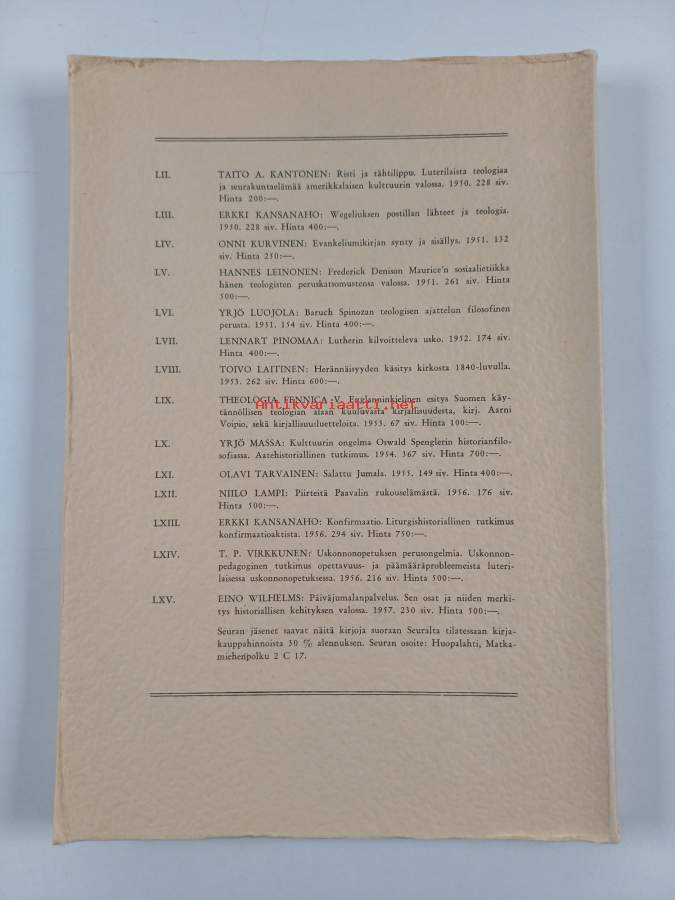 LII. TAITO A. KANTONEN: Risti ja tähtilippu. Luterilaista teologiaa
ja seurakuntaelämää amerikkalaisen kulttuurin valossa. 1950. 228 siv.
Hinta 200:—.
LIII. ERKKI KANSANAHO: Wegeliuksen postillan lähteet ja teologia.
1950. 228 siv. Hinta 400:—.
LIV. ONNI KURVINEN: Evankeliumikirjan synty ja sisällys. 1951. 132
siv. Hinta 250:—.
LV. HANNES LEINONEN: Frederick Denison Maurice'n sosiaalietiikka
hänen teologisten peruskatsomustensa valossa. 1951. 261 siv. Hinta
500:—.
LVI. YRJÖ LUOJOLA: Baruch Spinozan teologisen ajattelun filosofinen
perusta. 1951. 154 siv. Hinta 400:—.
LVII. LENNART PINOMAA: Lutherin kilvoitteleva usko. 1952. 174 siv.
Hinta 400:—.
LVIII. TOIVO LAITINEN: Herännäisyyden käsitys kirkosta 1840-luvulla.
1953. 262 siv. Hinta 600:—.
LIX. THEOLOGIA FENNICA V. Englanninkielinen esitys Suomen käy-
tännöllisen teologian alaan kuuluvasta kirjallisuudesta, kirj. Aarni
Antikvariaatti.net
Voipio, sekä kirjallisuusluetteloita. 1953. 67 siv. Hinta 100:—.
LX. YRJÖ MASSA: Kulttuurin ongelma Oswald Spenglerin historianfilo-
sofiassa. Aatehistoriallinen tutkimus. 1954. 367 siv. Hinta 700:—.
LXI. OLAVI TARVAINEN: Salattu Jumala. 1955. 149 siv. Hinta 400:—.
LXII. NIILO LAMPI: Piirteitä Paavalin rukouselämästä. 1956. 176 siv.
Hinta 500:—.
LXIII. ERKKI KANSANAHO: Konfirmaatio. Liturgishistoriallinen tutkimus
konfirmaatioaktista. 1956. 294 siv. Hinta 750:—.
LXIV. T. P. VIRKKUNEN: Uskonnonopetuksen perusongelmia. Uskonnon-
pedagoginen tutkimus opettavuus- ja päämääräprobleemeista luteri-
laisessa uskonnonopetuksessa. 1956. 216 siv. Hinta 500:—.
LXV. EINO WILHELMS: Päiväjumalanpalvelus. Sen osat ja niiden merki-
tys historiallisen kehityksen valossa. 1957. 230 siv. Hinta 500:—.
Seuran jäsenet saavat näitä kirjoja suoraan Seuralta tilatessaan kirja-
kauppahinnoista 30 % alennuksen. Seuran osoite: Huopalahti, Matka-
miehenpolku 2 C 17.